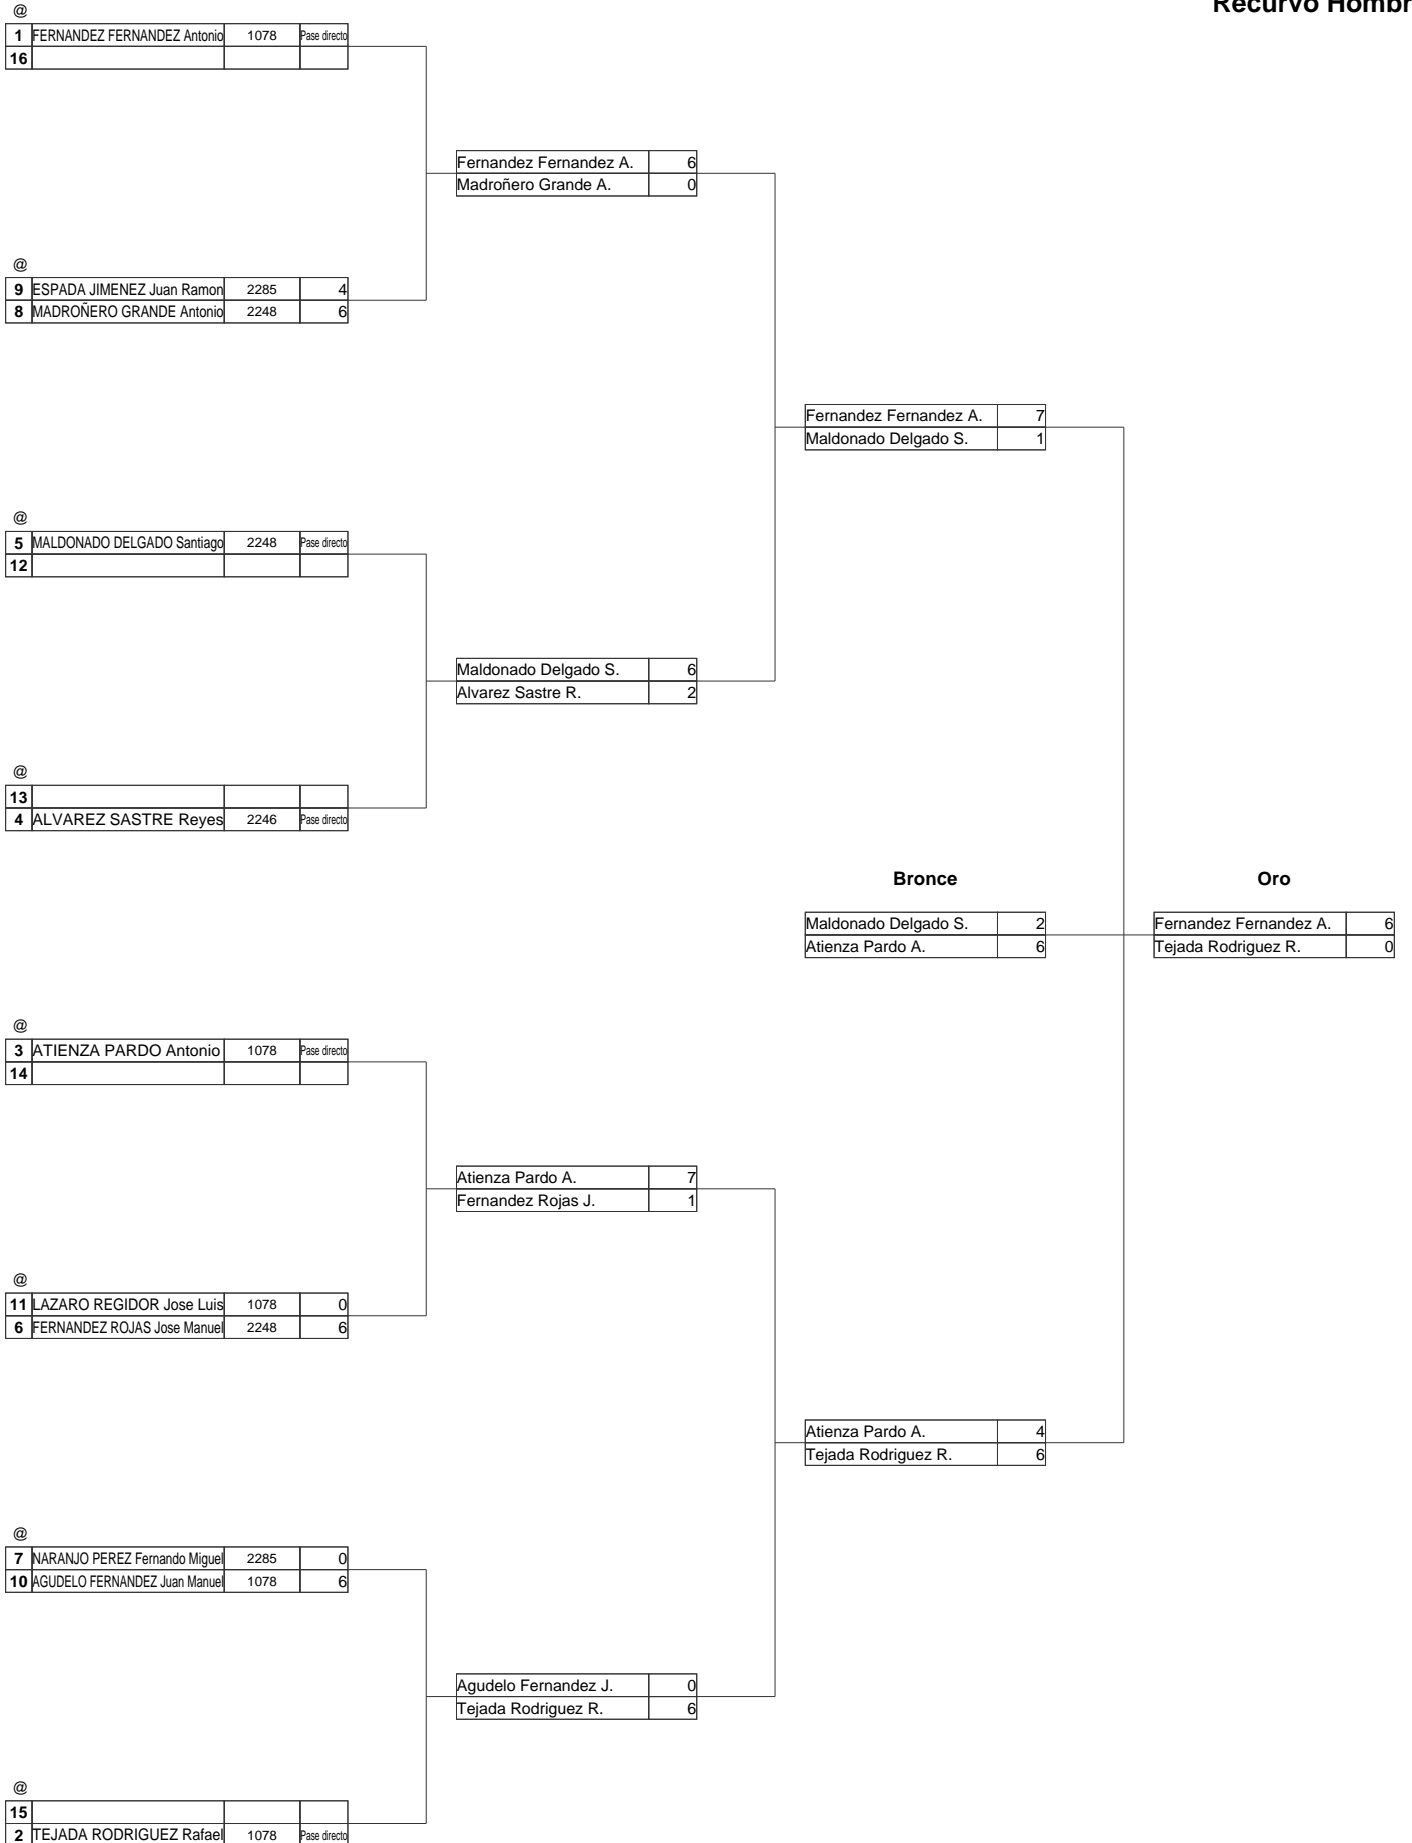 Recurvo Hombr
@
1 FERNANDEZ FERNANDEZ Antonio 1078 Pase directo
16
Fernandez Fernandez A. 6
Madroñero Grande A. 0
@
9 ESPADA JIMENEZ Juan Ramon 2285 4
8 MADROÑERO GRANDE Antonio 2248 6
Fernandez Fernandez A. 7
Maldonado Delgado S. 1
@
5 MALDONADO DELGADO Santiago 2248 Pase directo
12
Maldonado Delgado S. 6
Alvarez Sastre R. 2
@
13
4 ALVAREZ SASTRE Reyes 2246 Pase directo
Bronce Oro
Maldonado Delgado S. 2 Fernandez Fernandez A. 6
Atienza Pardo A. 6 Tejada Rodriguez R. 0
@
3 ATIENZA PARDO Antonio 1078 Pase directo
14
Atienza Pardo A. 7
Fernandez Rojas J. 1
@
11 LAZARO REGIDOR Jose Luis 1078 0
6 FERNANDEZ ROJAS Jose Manuel 2248 6
Atienza Pardo A. 4
Tejada Rodriguez R. 6
@
7 NARANJO PEREZ Fernando Miguel 2285 0
10 AGUDELO FERNANDEZ Juan Manuel 1078 6
Agudelo Fernandez J. 0
Tejada Rodriguez R. 6
@
15
2 TEJADA RODRIGUEZ Rafael 1078 Pase directo